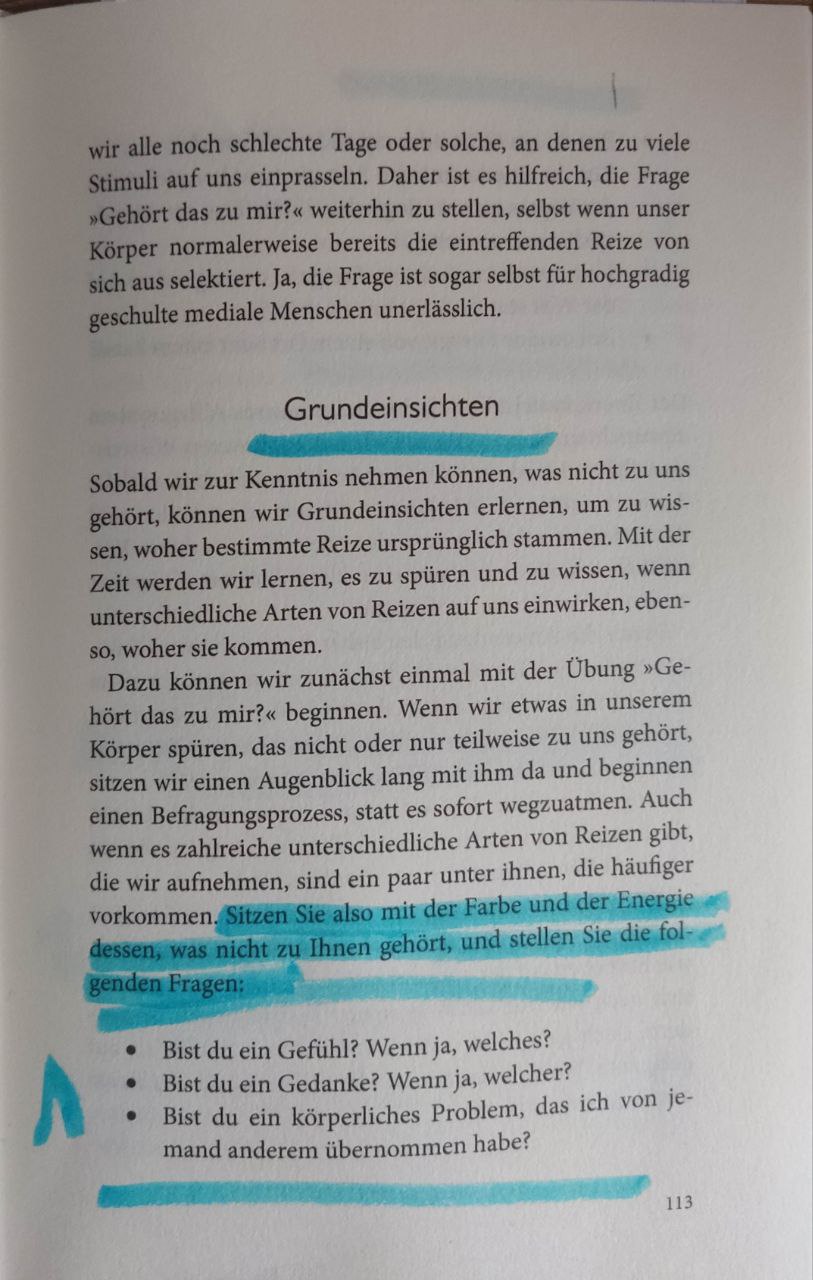 wir alle noch schlechte Tage oder solche, an denen zu viele
Stimuli auf uns einprasseln. Daher ist es hilfreich, die Frage
»Gehört das zu mir?« weiterhin zu stellen, selbst wenn unser
Körper normalerweise bereits die eintreffenden Reize von
sich aus selektiert. Ja, die Frage ist sogar selbst für hochgradig
geschulte mediale Menschen unerlässlich.
Grundeinsichten
Sobald wir zur Kenntnis nehmen können, was nicht zu uns
gehört, können wir Grundeinsichten erlernen, um zu wis-
sen, woher bestimmte Reize ursprünglich stammen. Mit der
Zeit werden wir lernen, es zu spüren und zu wissen, wenn
unterschiedliche Arten von Reizen auf uns einwirken, eben-
so, woher sie kommen.
Dazu können wir zunächst einmal mit der Übung »Ge-
hört das zu mir?« beginnen. Wenn wir etwas in unserem
Körper spüren, das nicht oder nur teilweise zu uns gehört,
sitzen wir einen Augenblick lang mit ihm da und beginnen
einen Befragungsprozess, statt es sofort wegzuatmen. Auch
wenn es zahlreiche unterschiedliche Arten von Reizen gibt,
die wir aufnehmen, sind ein paar unter ihnen, die häufiger
vorkommen. Sitzen Sie also mit der Farbe und der Energie
dessen, was nicht zu Ihnen gehört, und stellen Sie die fol-
genden Fragen:
• Bist du ein Gefühl? Wenn ja, welches?
• Bist du ein Gedanke? Wenn ja, welcher?
• Bist du ein körperliches Problem, das ich von je-
mand anderem übernommen habe?
113